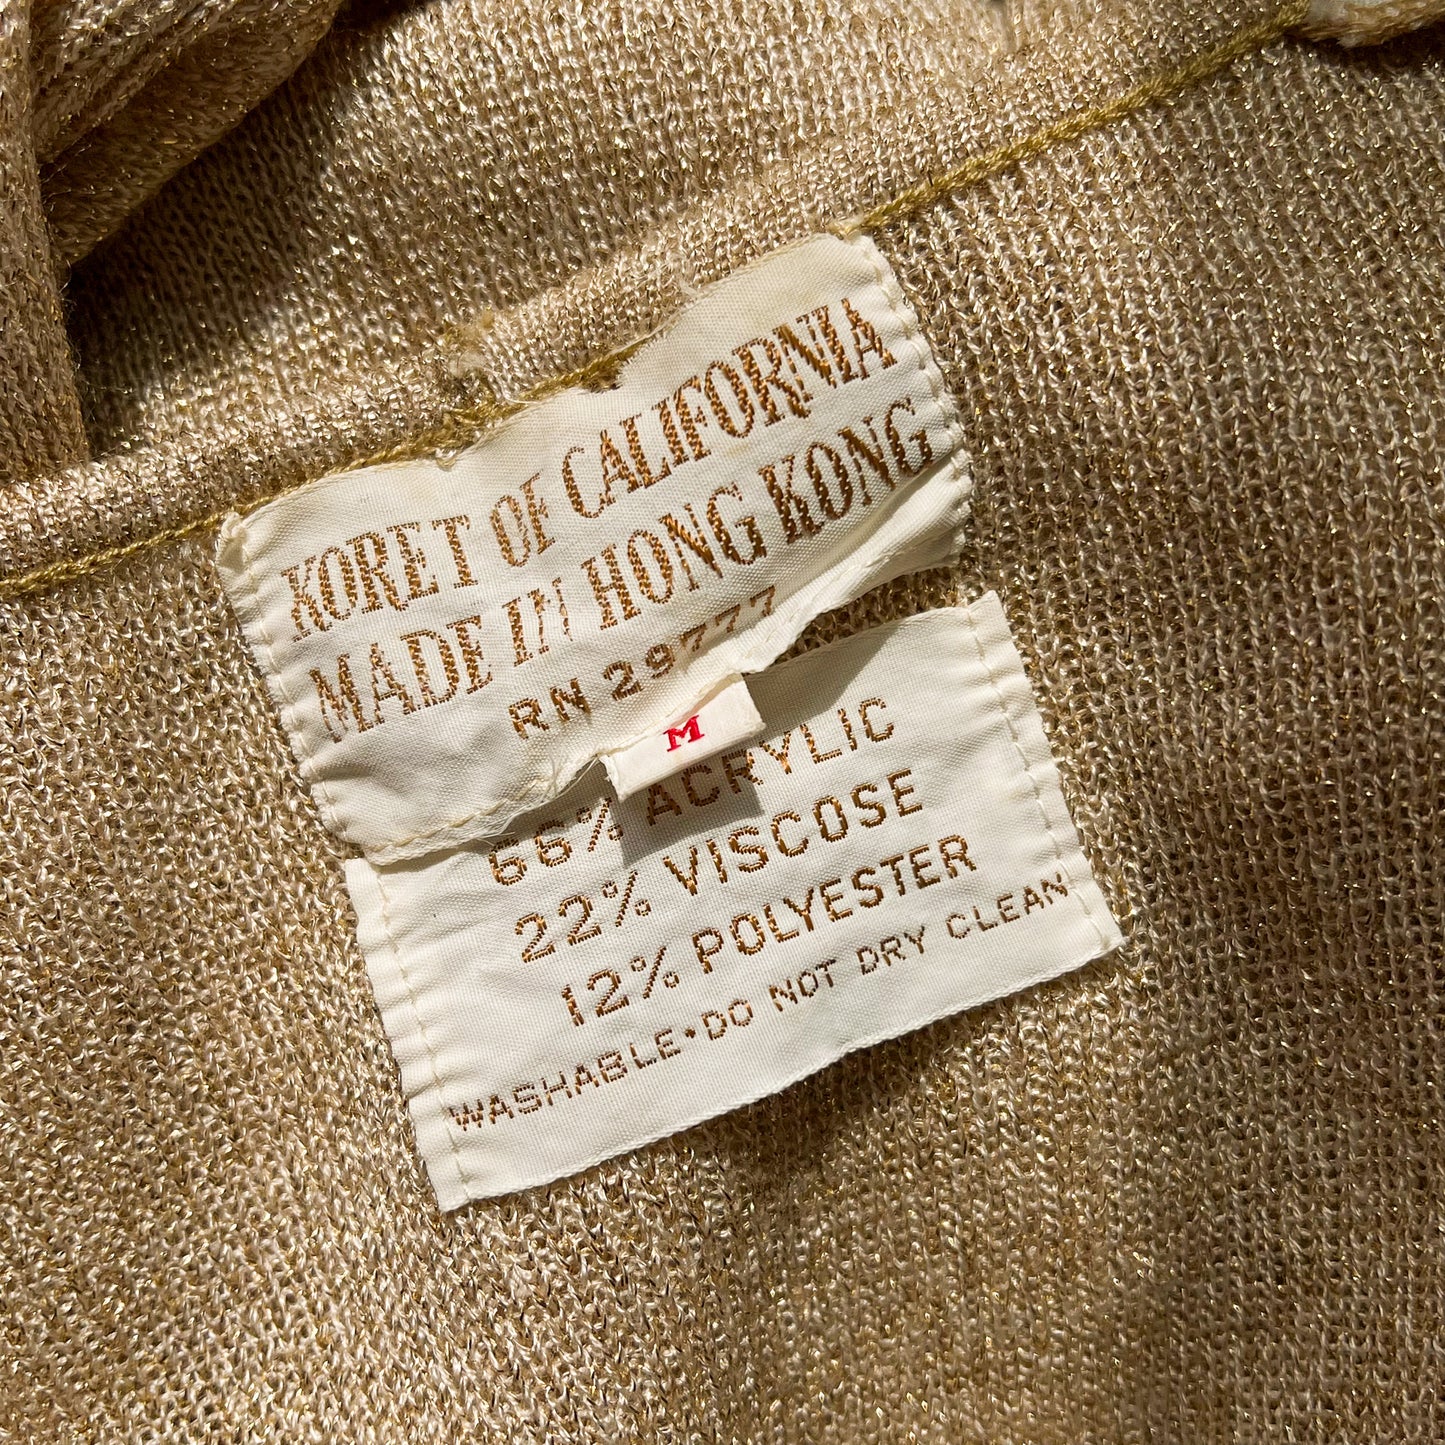 KORET OF CALIFORNIA
MADE IN HONG KONG
RN 2977
M
66% ACRYLIC
22% VISCOSE
12% POLYESTER
WASHABLE•DO NOT DRY CLEAN